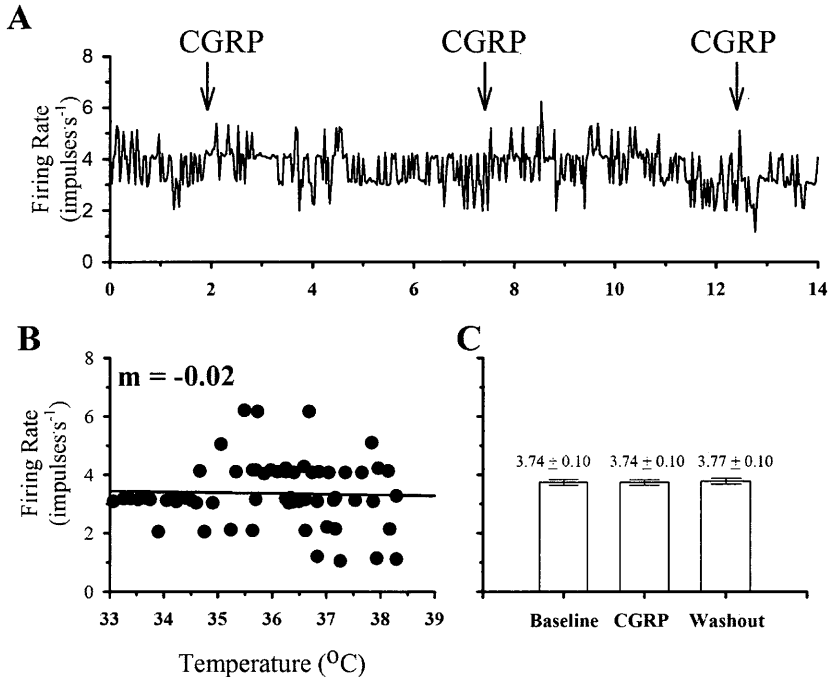 A
CGRP CGRP CGRP
Firing Rate
(impulses·s⁻¹)
8
6
4
2
0
0 2 4 6 8 10 12 14
B
m = -0.02
Firing Rate
(impulses·s⁻¹)
8
6
4
2
0
33 34 35 36 37 38 39
Temperature (°C)
C
3.74 ± 0.10 3.74 ± 0.10 3.77 ± 0.10
Baseline CGRP Washout